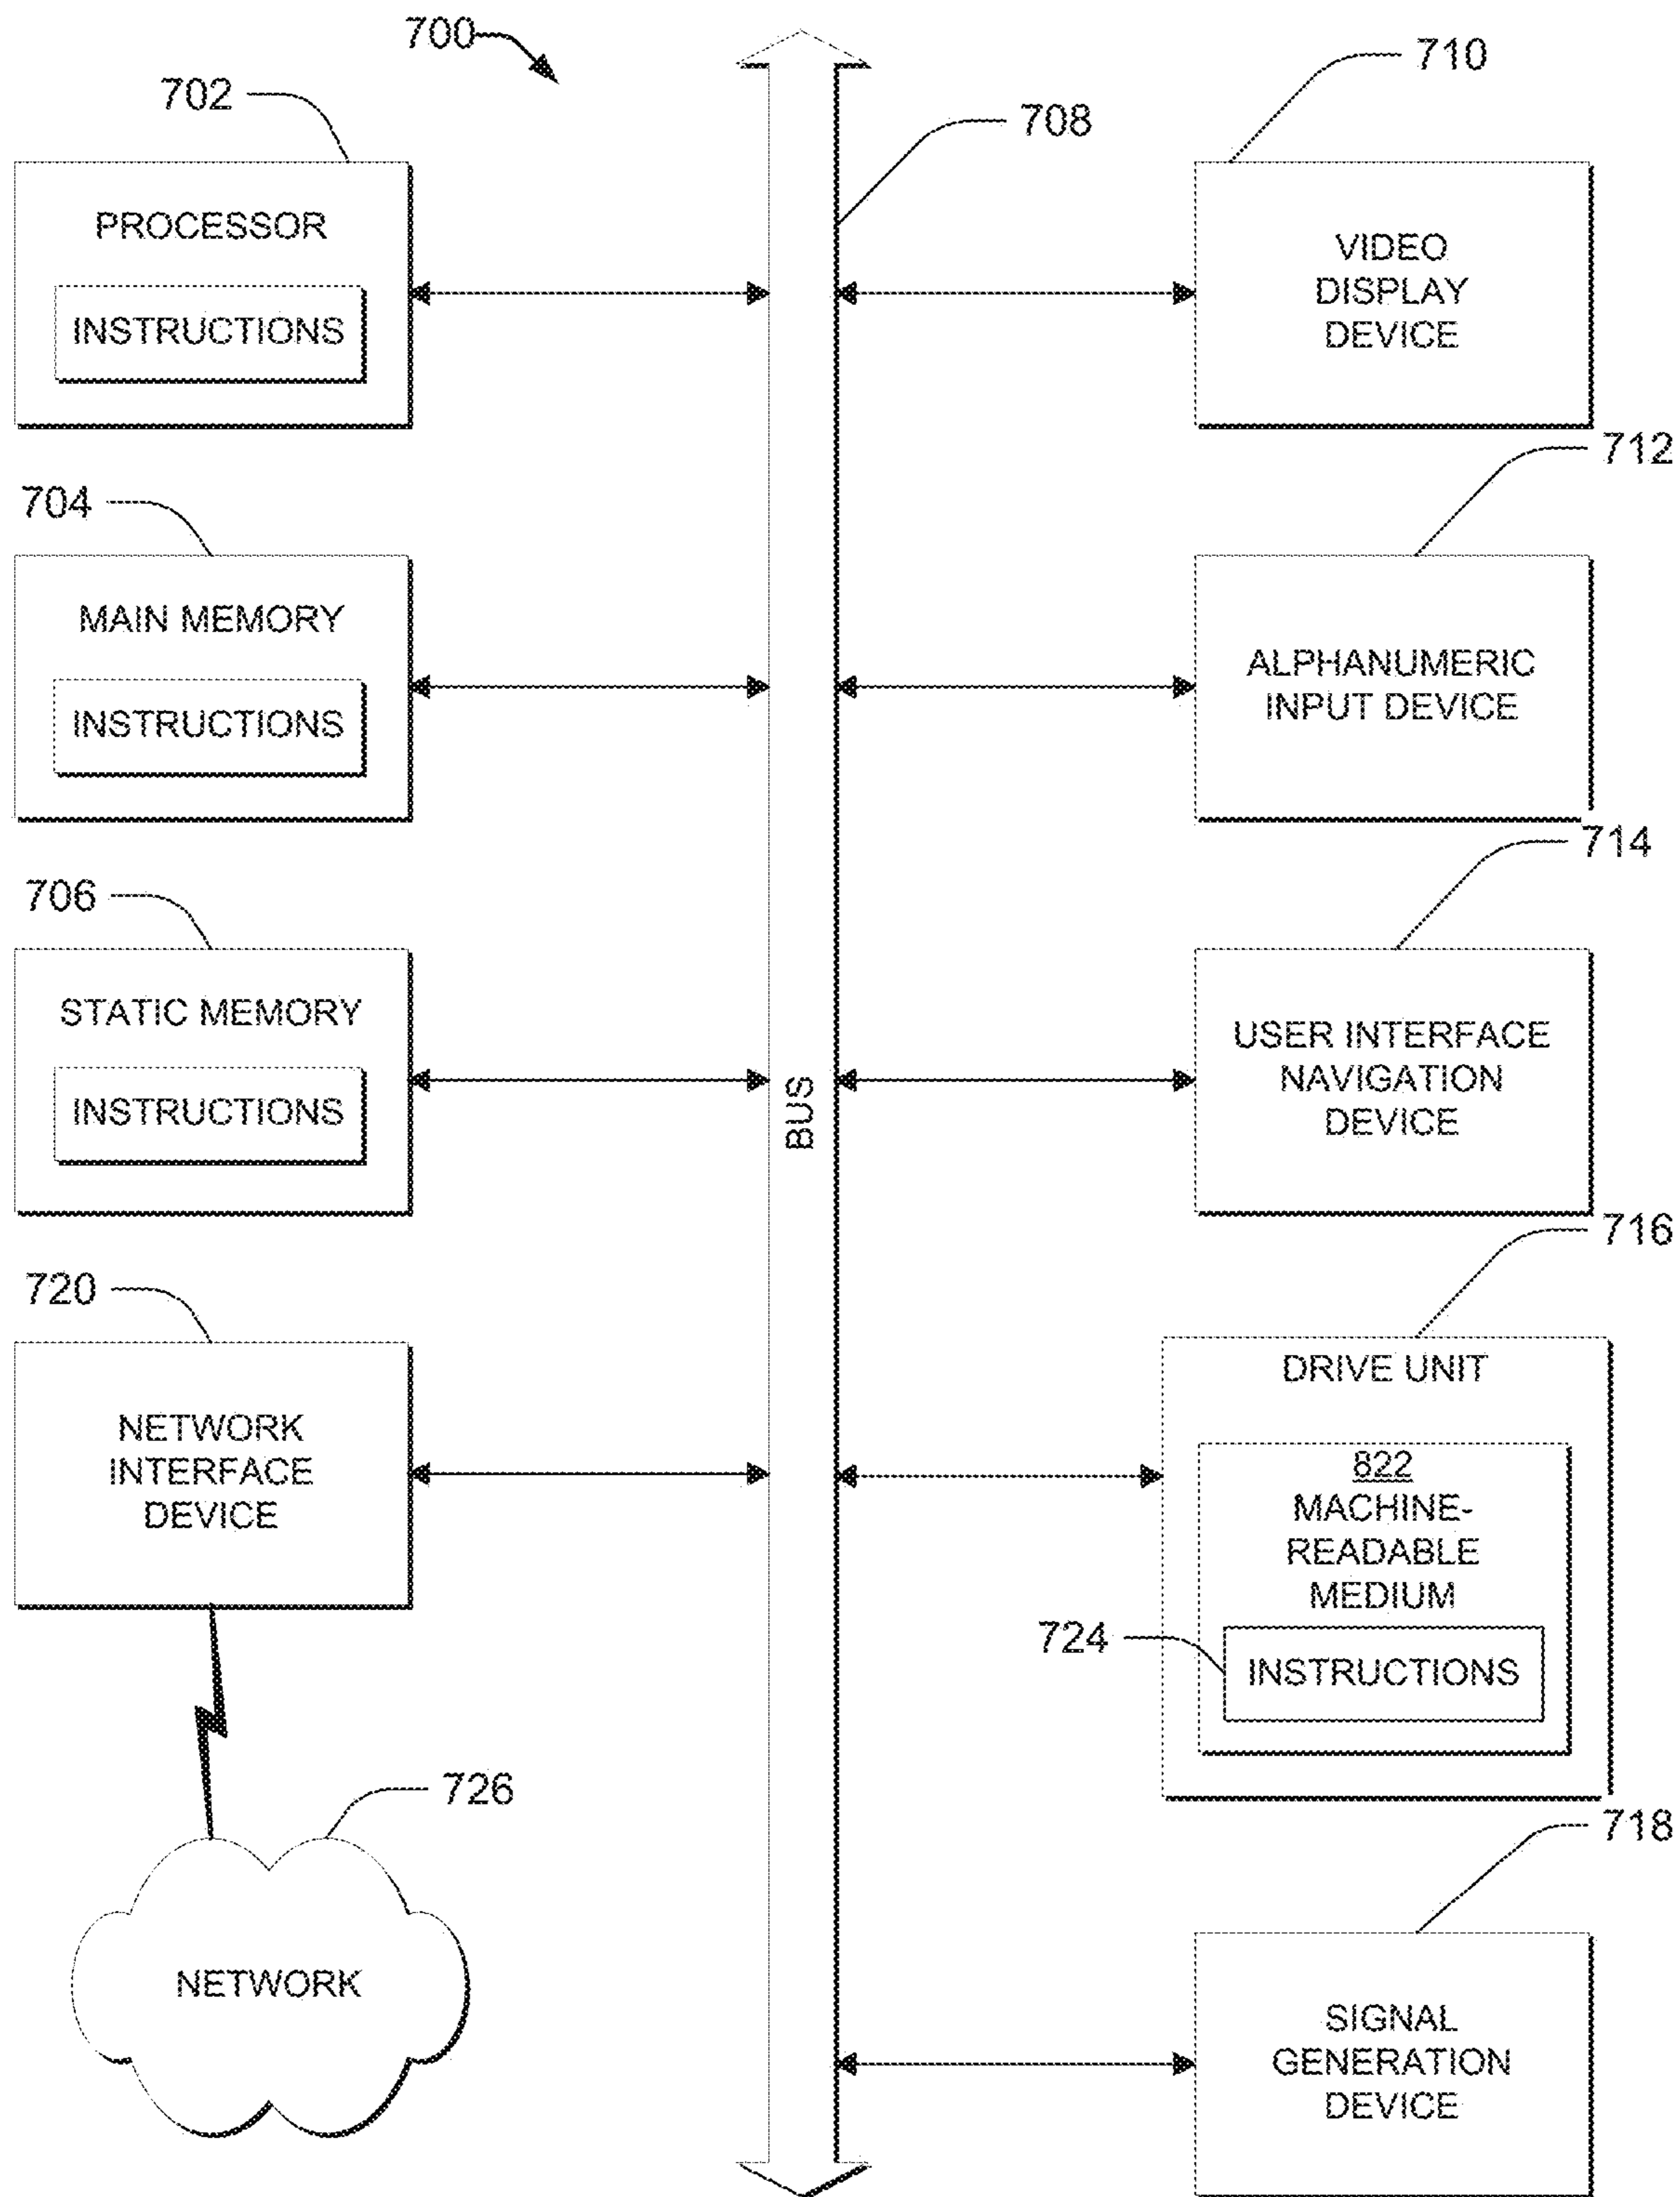 700
702
PROCESSOR
INSTRUCTIONS
704
MAIN MEMORY
INSTRUCTIONS
706
STATIC MEMORY
INSTRUCTIONS
720
NETWORK
INTERFACE
DEVICE
726
NETWORK
708
BUS
710
VIDEO
DISPLAY
DEVICE
712
ALPHANUMERIC
INPUT DEVICE
714
USER INTERFACE
NAVIGATION
DEVICE
716
DRIVE UNIT
822
MACHINE-
READABLE
MEDIUM
724
INSTRUCTIONS
718
SIGNAL
GENERATION
DEVICE